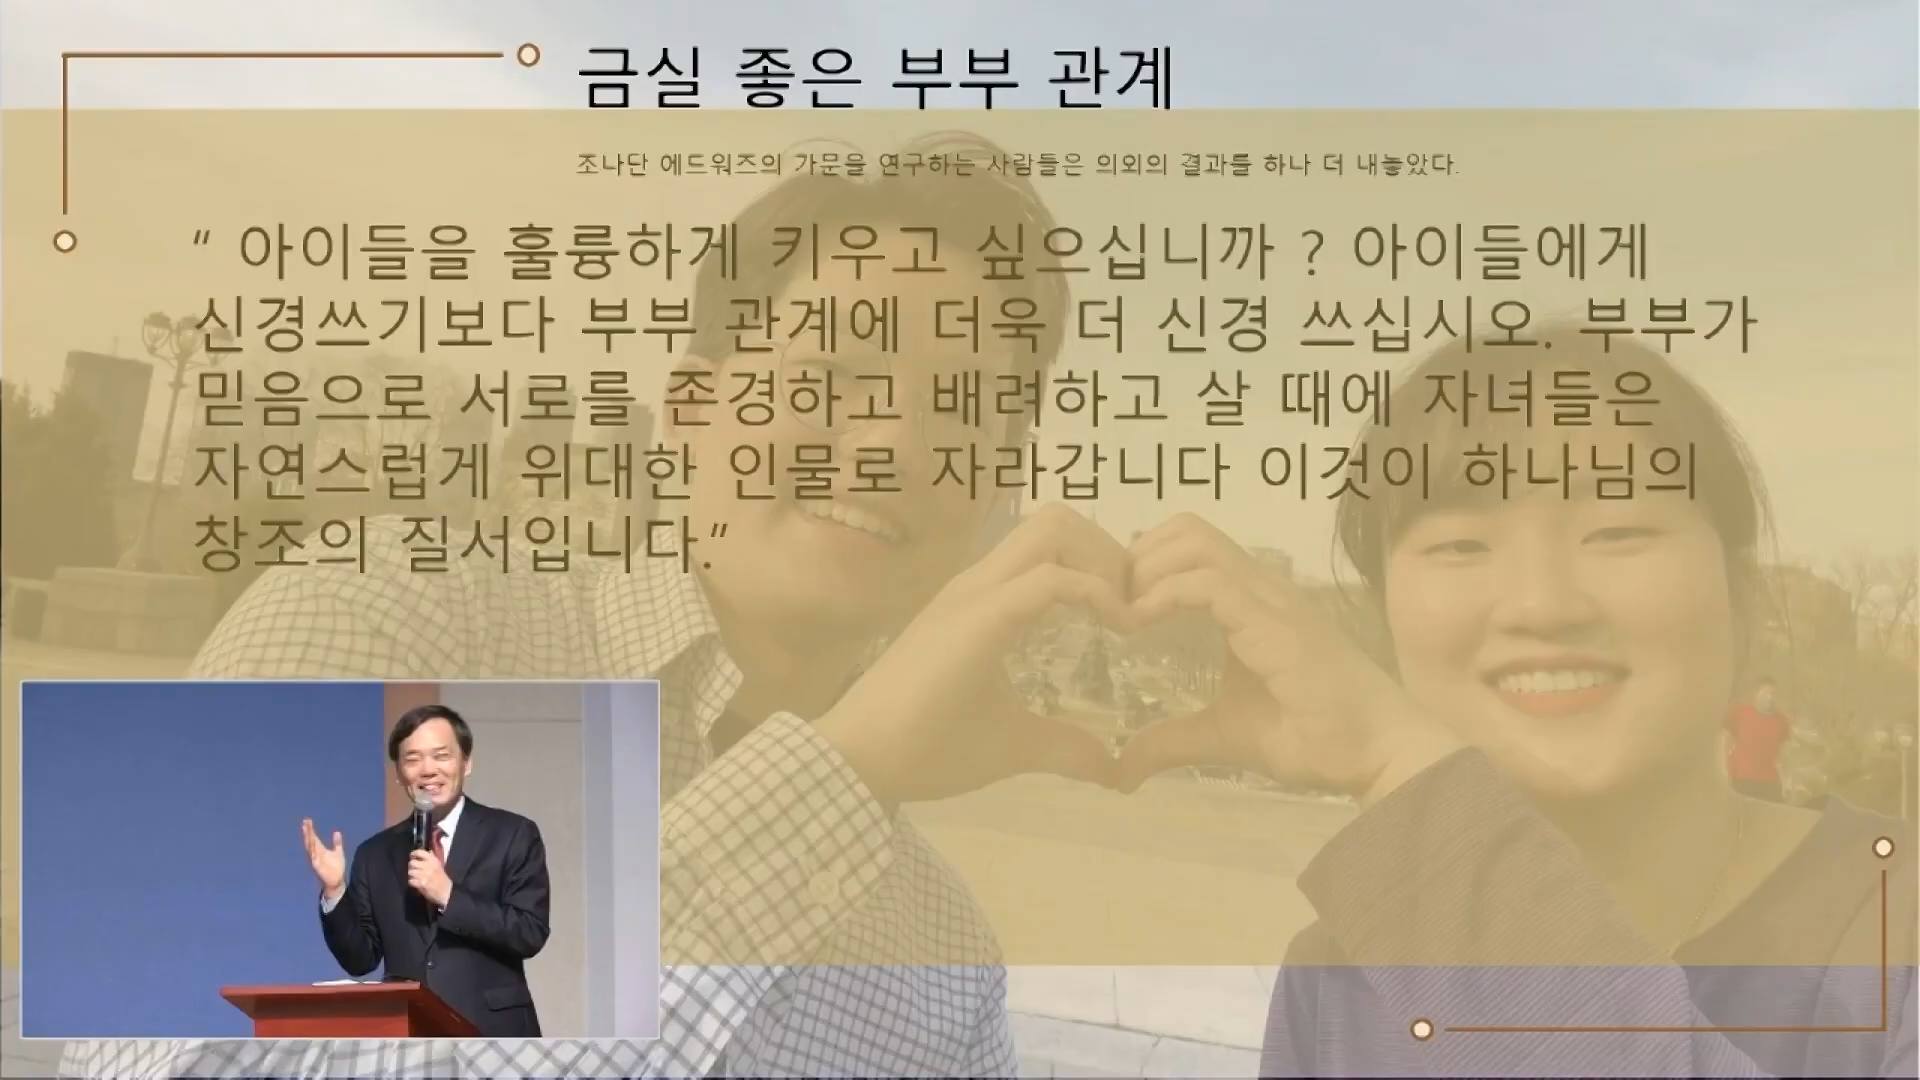 금실 좋은 부부 관계
조나단 에드워즈의 가문을 연구하는 사람들은 의외의 결과를 하나 더 내놓았다.
“ 아이들을 훌륭하게 키우고 싶으십니까 ? 아이들에게
신경쓰기보다 부부 관계에 더욱 더 신경 쓰십시오. 부부가
믿음으로 서로를 존경하고 배려하고 살 때에 자녀들은
자연스럽게 위대한 인물로 자라갑니다 이것이 하나님의
창조의 질서입니다.”